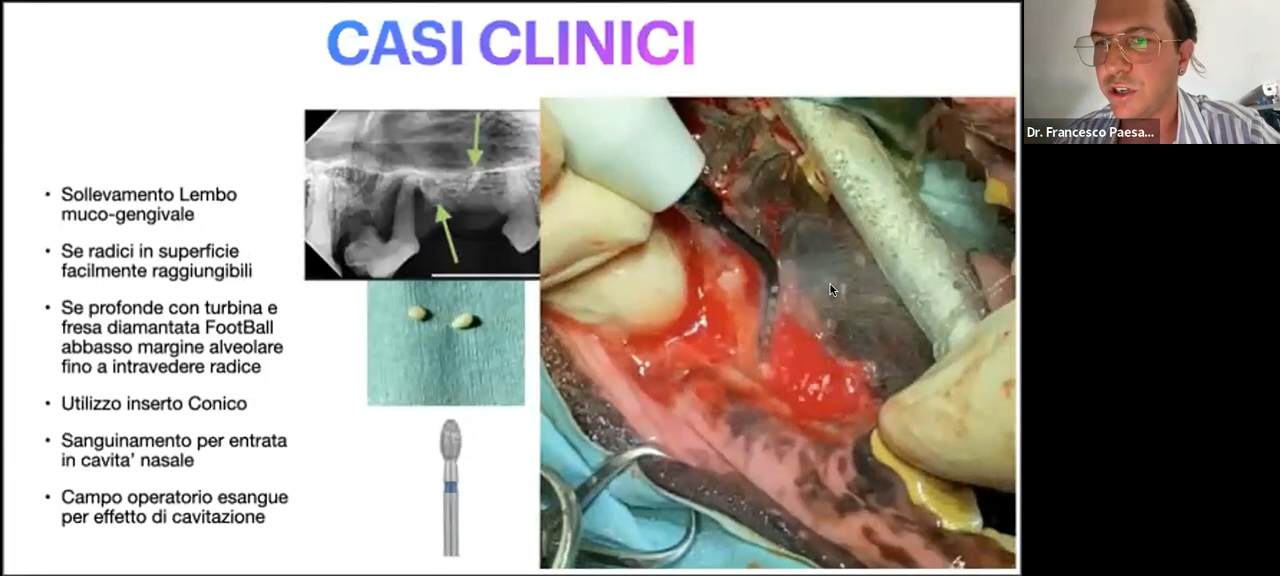 CASI CLINICI
Dr. Francesco Paesa...
• Sollevamento Lembo
muco-gengivale
• Se radici in superficie
facilmente raggiungibili
• Se profonde con turbina e
fresa diamantata FootBall
abbasso margine alveolare
fino a intravedere radice
• Utilizzo inserto Conico
• Sanguinamento per entrata
in cavita' nasale
• Campo operatorio esangue
per effetto di cavitazione